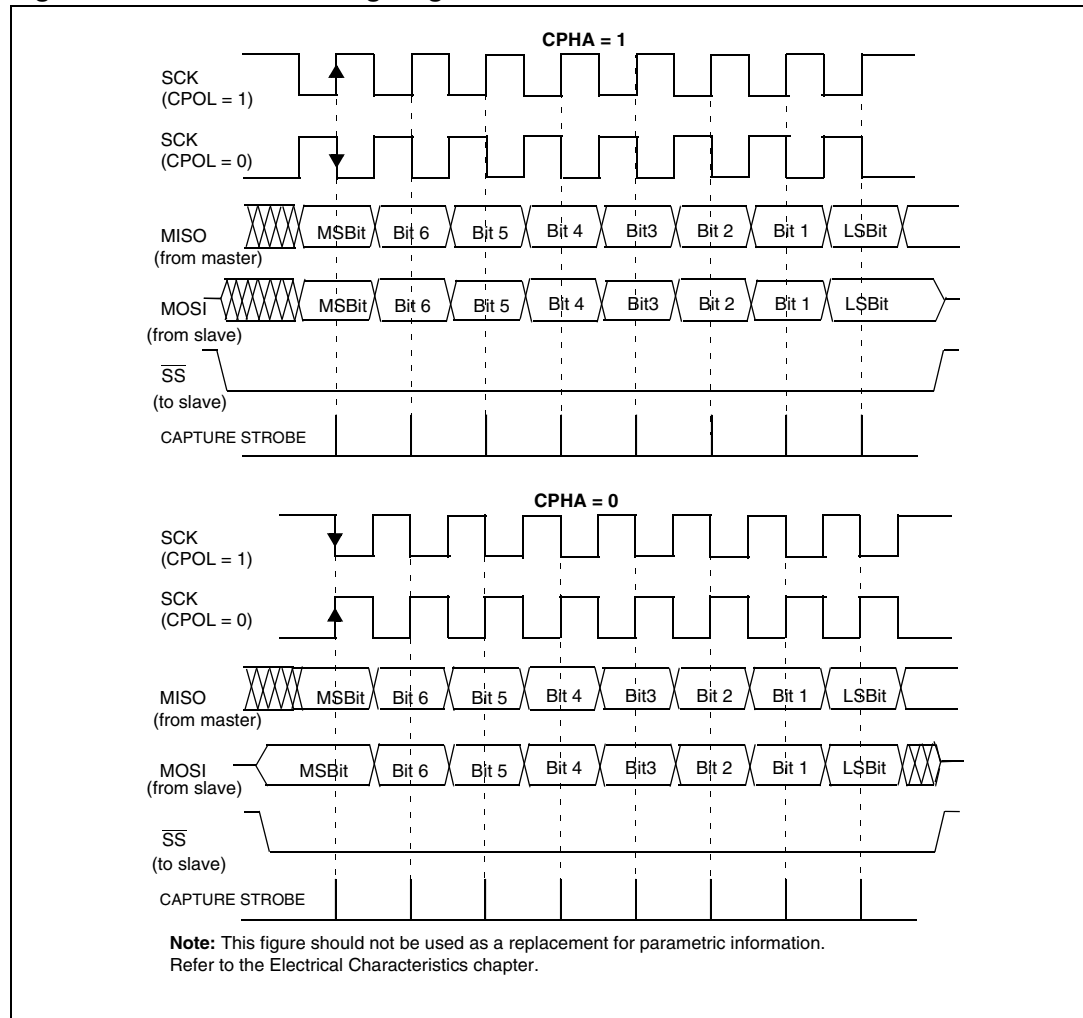 CPHA = 1
SCK
(CPOL = 1)
SCK
(CPOL = 0)
MISO
(from master)
MSBit Bit 6 Bit 5 Bit 4 Bit3 Bit 2 Bit 1 LSBit
MOSI
(from slave)
MSBit Bit 6 Bit 5 Bit 4 Bit3 Bit 2 Bit 1 LSBit
SS
(to slave)
CAPTURE STROBE
CPHA = 0
SCK
(CPOL = 1)
SCK
(CPOL = 0)
MISO
(from master)
MSBit Bit 6 Bit 5 BIt 4 Bit3 Bit 2 Bit 1 LSBit
MOSI
(from slave)
MSBit Bit 6 Bit 5 Bit 4 Bit3 Bit 2 Bit 1 LSBit
SS
(to slave)
CAPTURE STROBE
Note: This figure should not be used as a replacement for parametric information.
Refer to the Electrical Characteristics chapter.